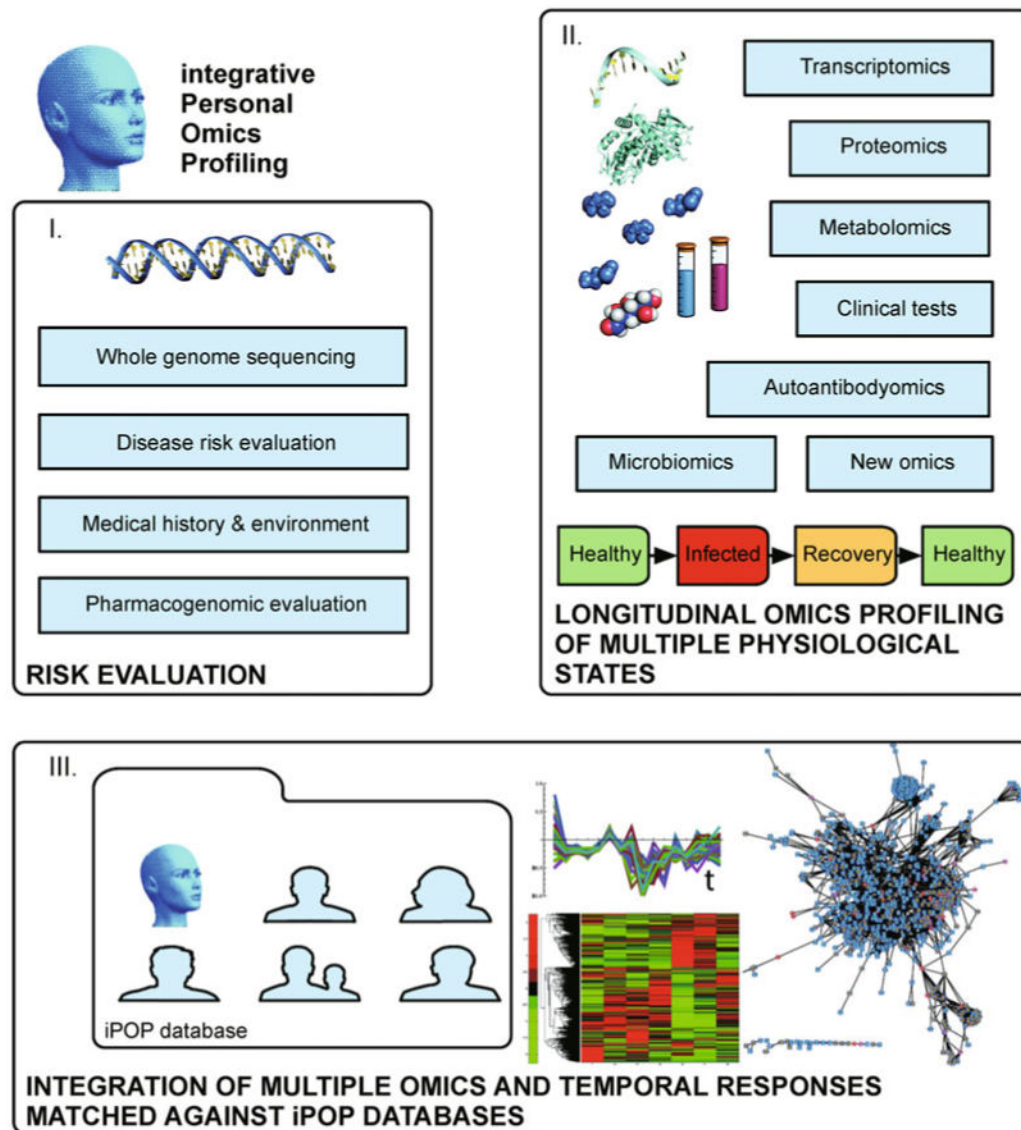 integrative
Personal
Omics
Profiling
I.
Whole genome sequencing
Disease risk evaluation
Medical history & environment
Pharmacogenomic evaluation
RISK EVALUATION
II.
Transcriptomics
Proteomics
Metabolomics
Clinical tests
Autoantibodyomics
Microbiomics
New omics
Healthy
Infected
Recovery
Healthy
LONGITUDINAL OMICS PROFILING
OF MULTIPLE PHYSIOLOGICAL
STATES
III.
t
iPOP database
INTEGRATION OF MULTIPLE OMICS AND TEMPORAL RESPONSES
MATCHED AGAINST iPOP DATABASES